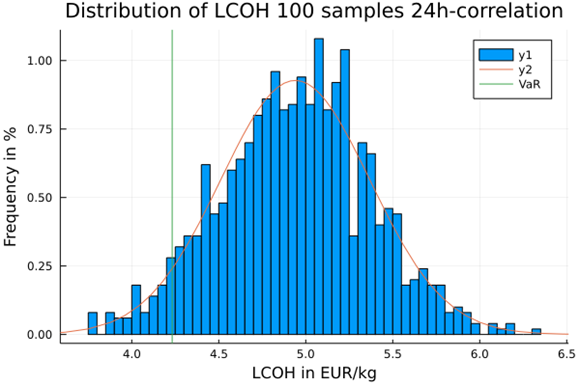 Distribution of LCOH 100 samples 24h-correlation
y1
y2
VaR
Frequency in %
1.00
0.75
0.50
0.25
0.00
4.0 4.5 5.0 5.5 6.0 6.5
LCOH in EUR/kg